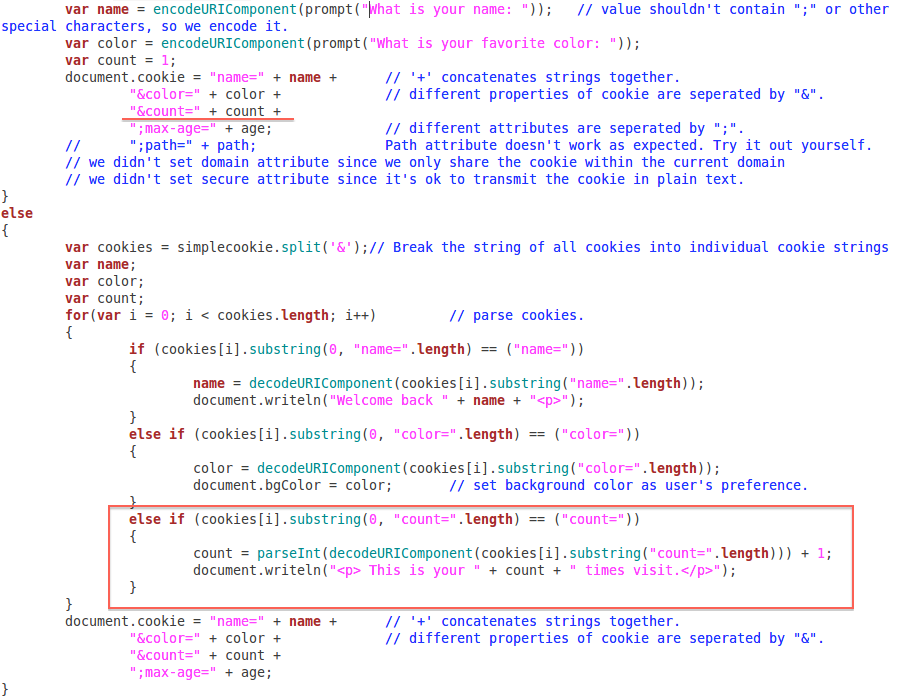 var name = encodeURIComponent(prompt("What is your name: "));   // value shouldn't contain ";" or other
special characters, so we encode it.
        var color = encodeURIComponent(prompt("What is your favorite color: "));
        var count = 1;
        document.cookie = "name=" + name +      // '+' concatenates strings together.
                "&color=" + color +             // different properties of cookie are seperated by "&".
                "&count=" + count +
                ";max-age=" + age;              // different attributes are seperated by ";".
        //      ";path=" + path;                Path attribute doesn't work as expected. Try it out yourself.
        // we didn't set domain attribute since we only share the cookie within the current domain
        // we didn't set secure attribute since it's ok to transmit the cookie in plain text.
}
else
{
        var cookies = simplecookie.split('&');// Break the string of all cookies into individual cookie strings
        var name;
        var color;
        var count;
        for(var i = 0; i < cookies.length; i++)         // parse cookies.
        {
                if (cookies[i].substring(0, "name=".length) == ("name="))
                {
                        name = decodeURIComponent(cookies[i].substring("name=".length));
                        document.writeln("Welcome back " + name + "<p>");
                }
                else if (cookies[i].substring(0, "color=".length) == ("color="))
                {
                        color = decodeURIComponent(cookies[i].substring("color=".length));
                        document.bgColor = color;       // set background color as user's preference.
                }
                else if (cookies[i].substring(0, "count=".length) == ("count="))
                {
                        count = parseInt(decodeURIComponent(cookies[i].substring("count=".length))) + 1;
                        document.writeln("<p> This is your " + count + " times visit.</p>");
                }
        }
        document.cookie = "name=" + name +      // '+' concatenates strings together.
                "&color=" + color +             // different properties of cookie are seperated by "&".
                "&count=" + count +
                ";max-age=" + age;
}